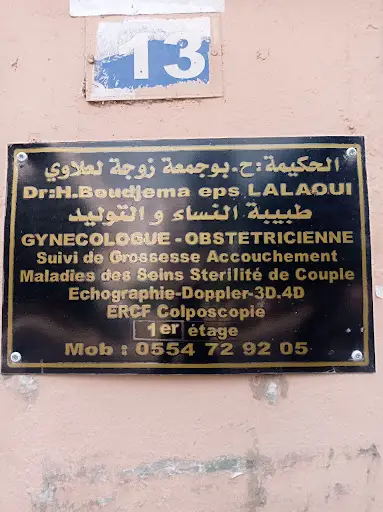 13
الحكيمة : ح. بوجمعة زوجة لعلاوي
Dr:H.Boudjema eps LALAOUI
طبيبة النساء و التوليد
GYNECOLOGUE - OBSTETRICIENNE
Suivi de Grossesse Accouchement
Maladies des Seins Sterilité de Couple
Echographie-Doppler-3D.4D
ERCF Colposcopie
1er étage
Mob : 0554 72 92 05